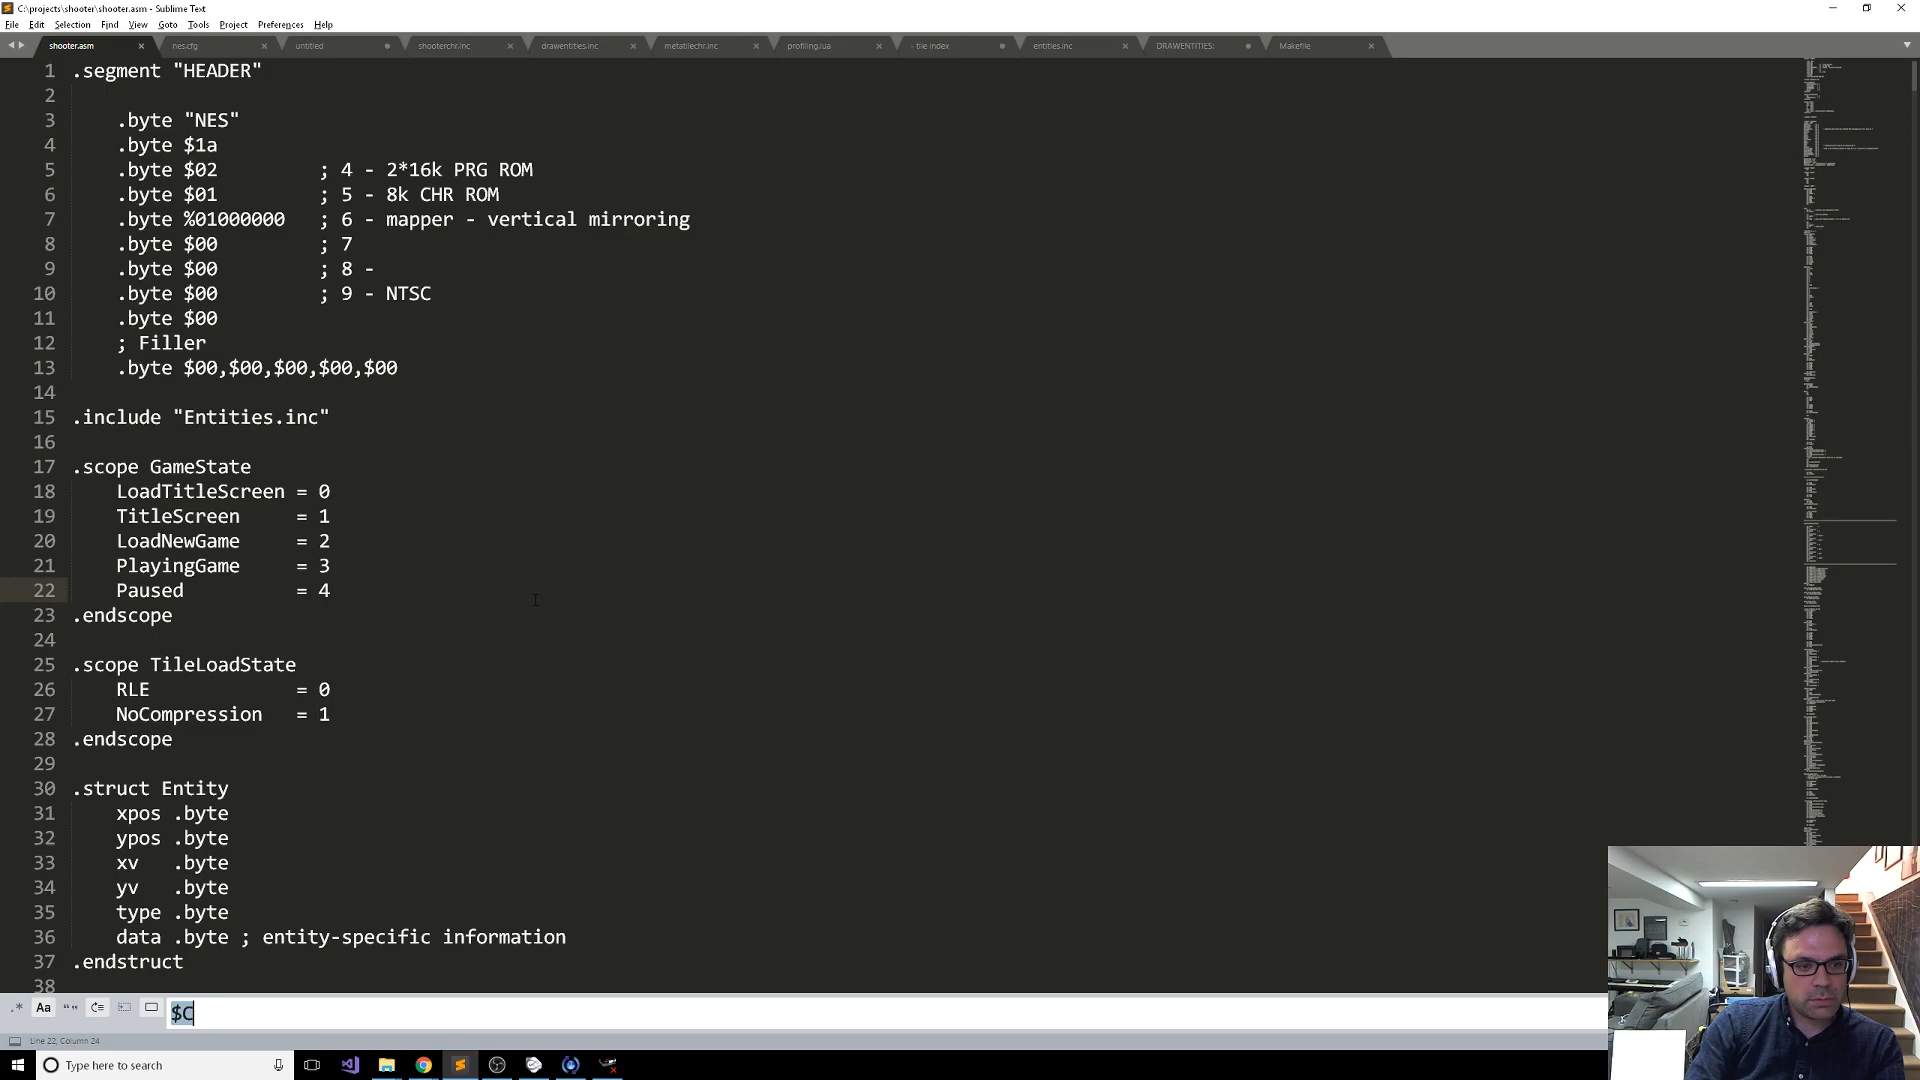 C:\projects\shooter\shooter.asm - Sublime Text
File Edit Selection Find View Goto Tools Project Preferences Help
shooter.asm nes.cfg untitled shooterchr.inc drawentities.inc metatilechr.inc profiling.lua - tile index entities.inc DRAWENTITIES: Makefile
1 .segment "HEADER"
2
3 .byte "NES"
4 .byte $1a
5 .byte $02 ; 4 - 2*16k PRG ROM
6 .byte $01 ; 5 - 8k CHR ROM
7 .byte %01000000 ; 6 - mapper - vertical mirroring
8 .byte $00 ; 7
9 .byte $00 ; 8 -
10 .byte $00 ; 9 - NTSC
11 .byte $00
12 ; Filler
13 .byte $00,$00,$00,$00,$00
14
15 .include "Entities.inc"
16
17 .scope GameState
18 LoadTitleScreen = 0
19 TitleScreen = 1
20 LoadNewGame = 2
21 PlayingGame = 3
22 Paused = 4
23 .endscope
24
25 .scope TileLoadState
26 RLE = 0
27 NoCompression = 1
28 .endscope
29
30 .struct Entity
31 xpos .byte
32 ypos .byte
33 xv .byte
34 yv .byte
35 type .byte
36 data .byte ; entity-specific information
37 .endstruct
38
.* Aa “” $C
Line 22, Column 24
Type here to search